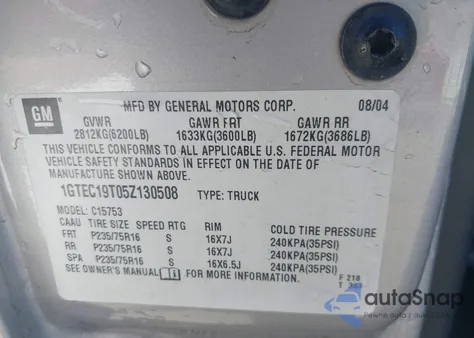 GM
MFD BY GENERAL MOTORS CORP. 08/04
GVWR GAWR FRT GAWR RR
2812KG(6200LB) 1633KG(3600LB) 1672KG(3686LB)
THIS VEHICLE CONFORMS TO ALL APPLICABLE U.S. FEDERAL MOTOR
VEHICLE SAFETY STANDARDS IN EFFECT ON THE DATE OF
MANUFACTURE SHOWN ABOVE.
1GTEC19T05Z130508 TYPE: TRUCK
MODEL: C15753
CAAU TIRE SIZE SPEED RTG RIM COLD TIRE PRESSURE
FRT P235/75R16 S 16X7J 240KPA(35PSI)
RR P235/75R16 S 16X7J 240KPA(35PSI)
SPA P235/75R16 S 16X6.5J 240KPA(35PSI)
SEE OWNER'S MANUAL FOR MORE INFORMATION.
F 218
autoSnap